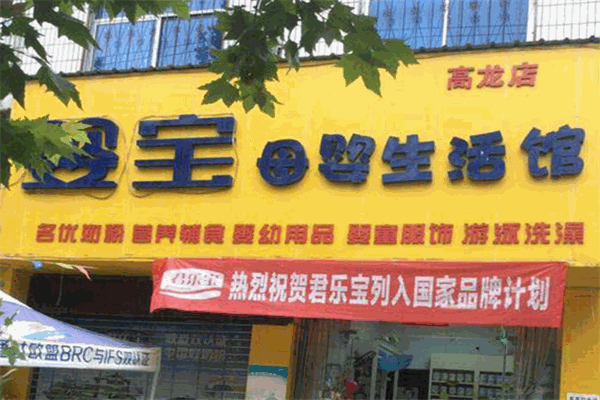 高龙店
婴宝母婴生活馆
名优奶粉 营养辅食 婴幼用品 婴童服饰 游泳洗澡
君乐宝 热烈祝贺君乐宝列入国家品牌计划
欧盟BRC与IFS双认证